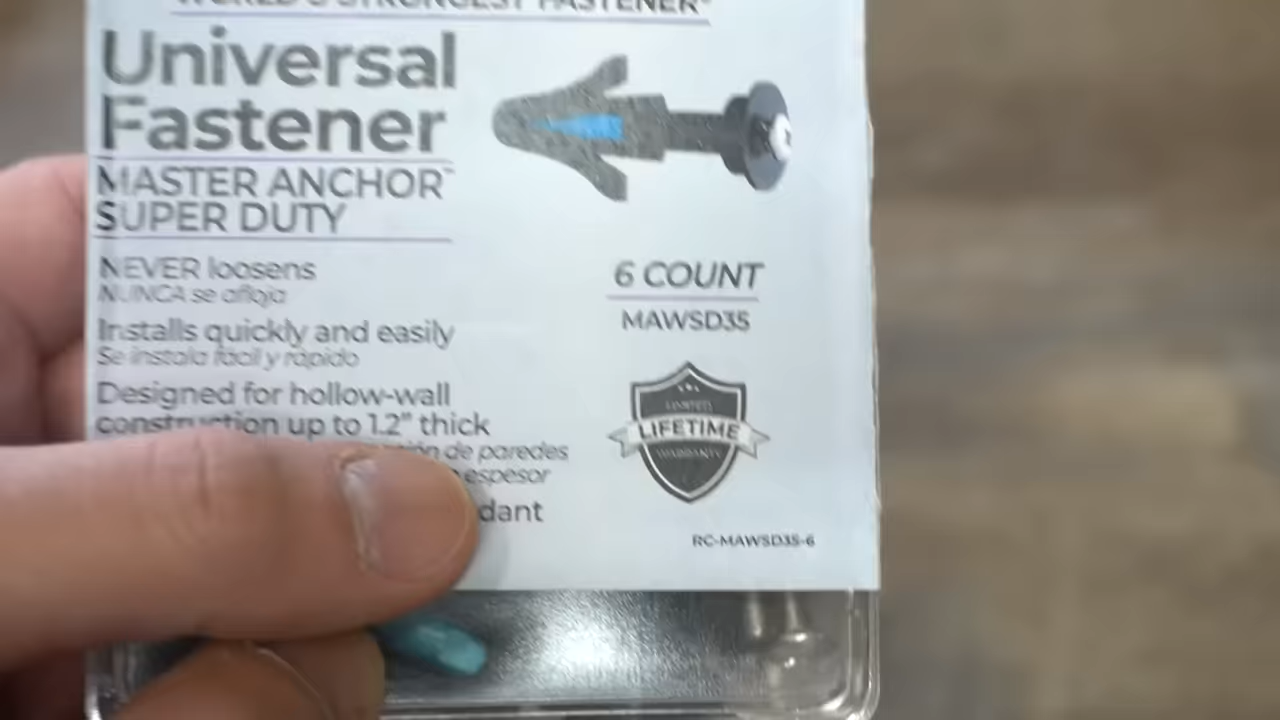 WORLD'S STRONGEST FASTENER®
Universal
Fastener
MASTER ANCHOR™
SUPER DUTY
NEVER loosens
NUNCA se afloja
Installs quickly and easily
Se instala fácil y rápido
Designed for hollow-wall
construction up to 1.2” thick
de paredes
espesor
dant
6 COUNT
MAWSD35
LIMITED
LIFETIME
WARRANTY
RC-MAWSD35-6